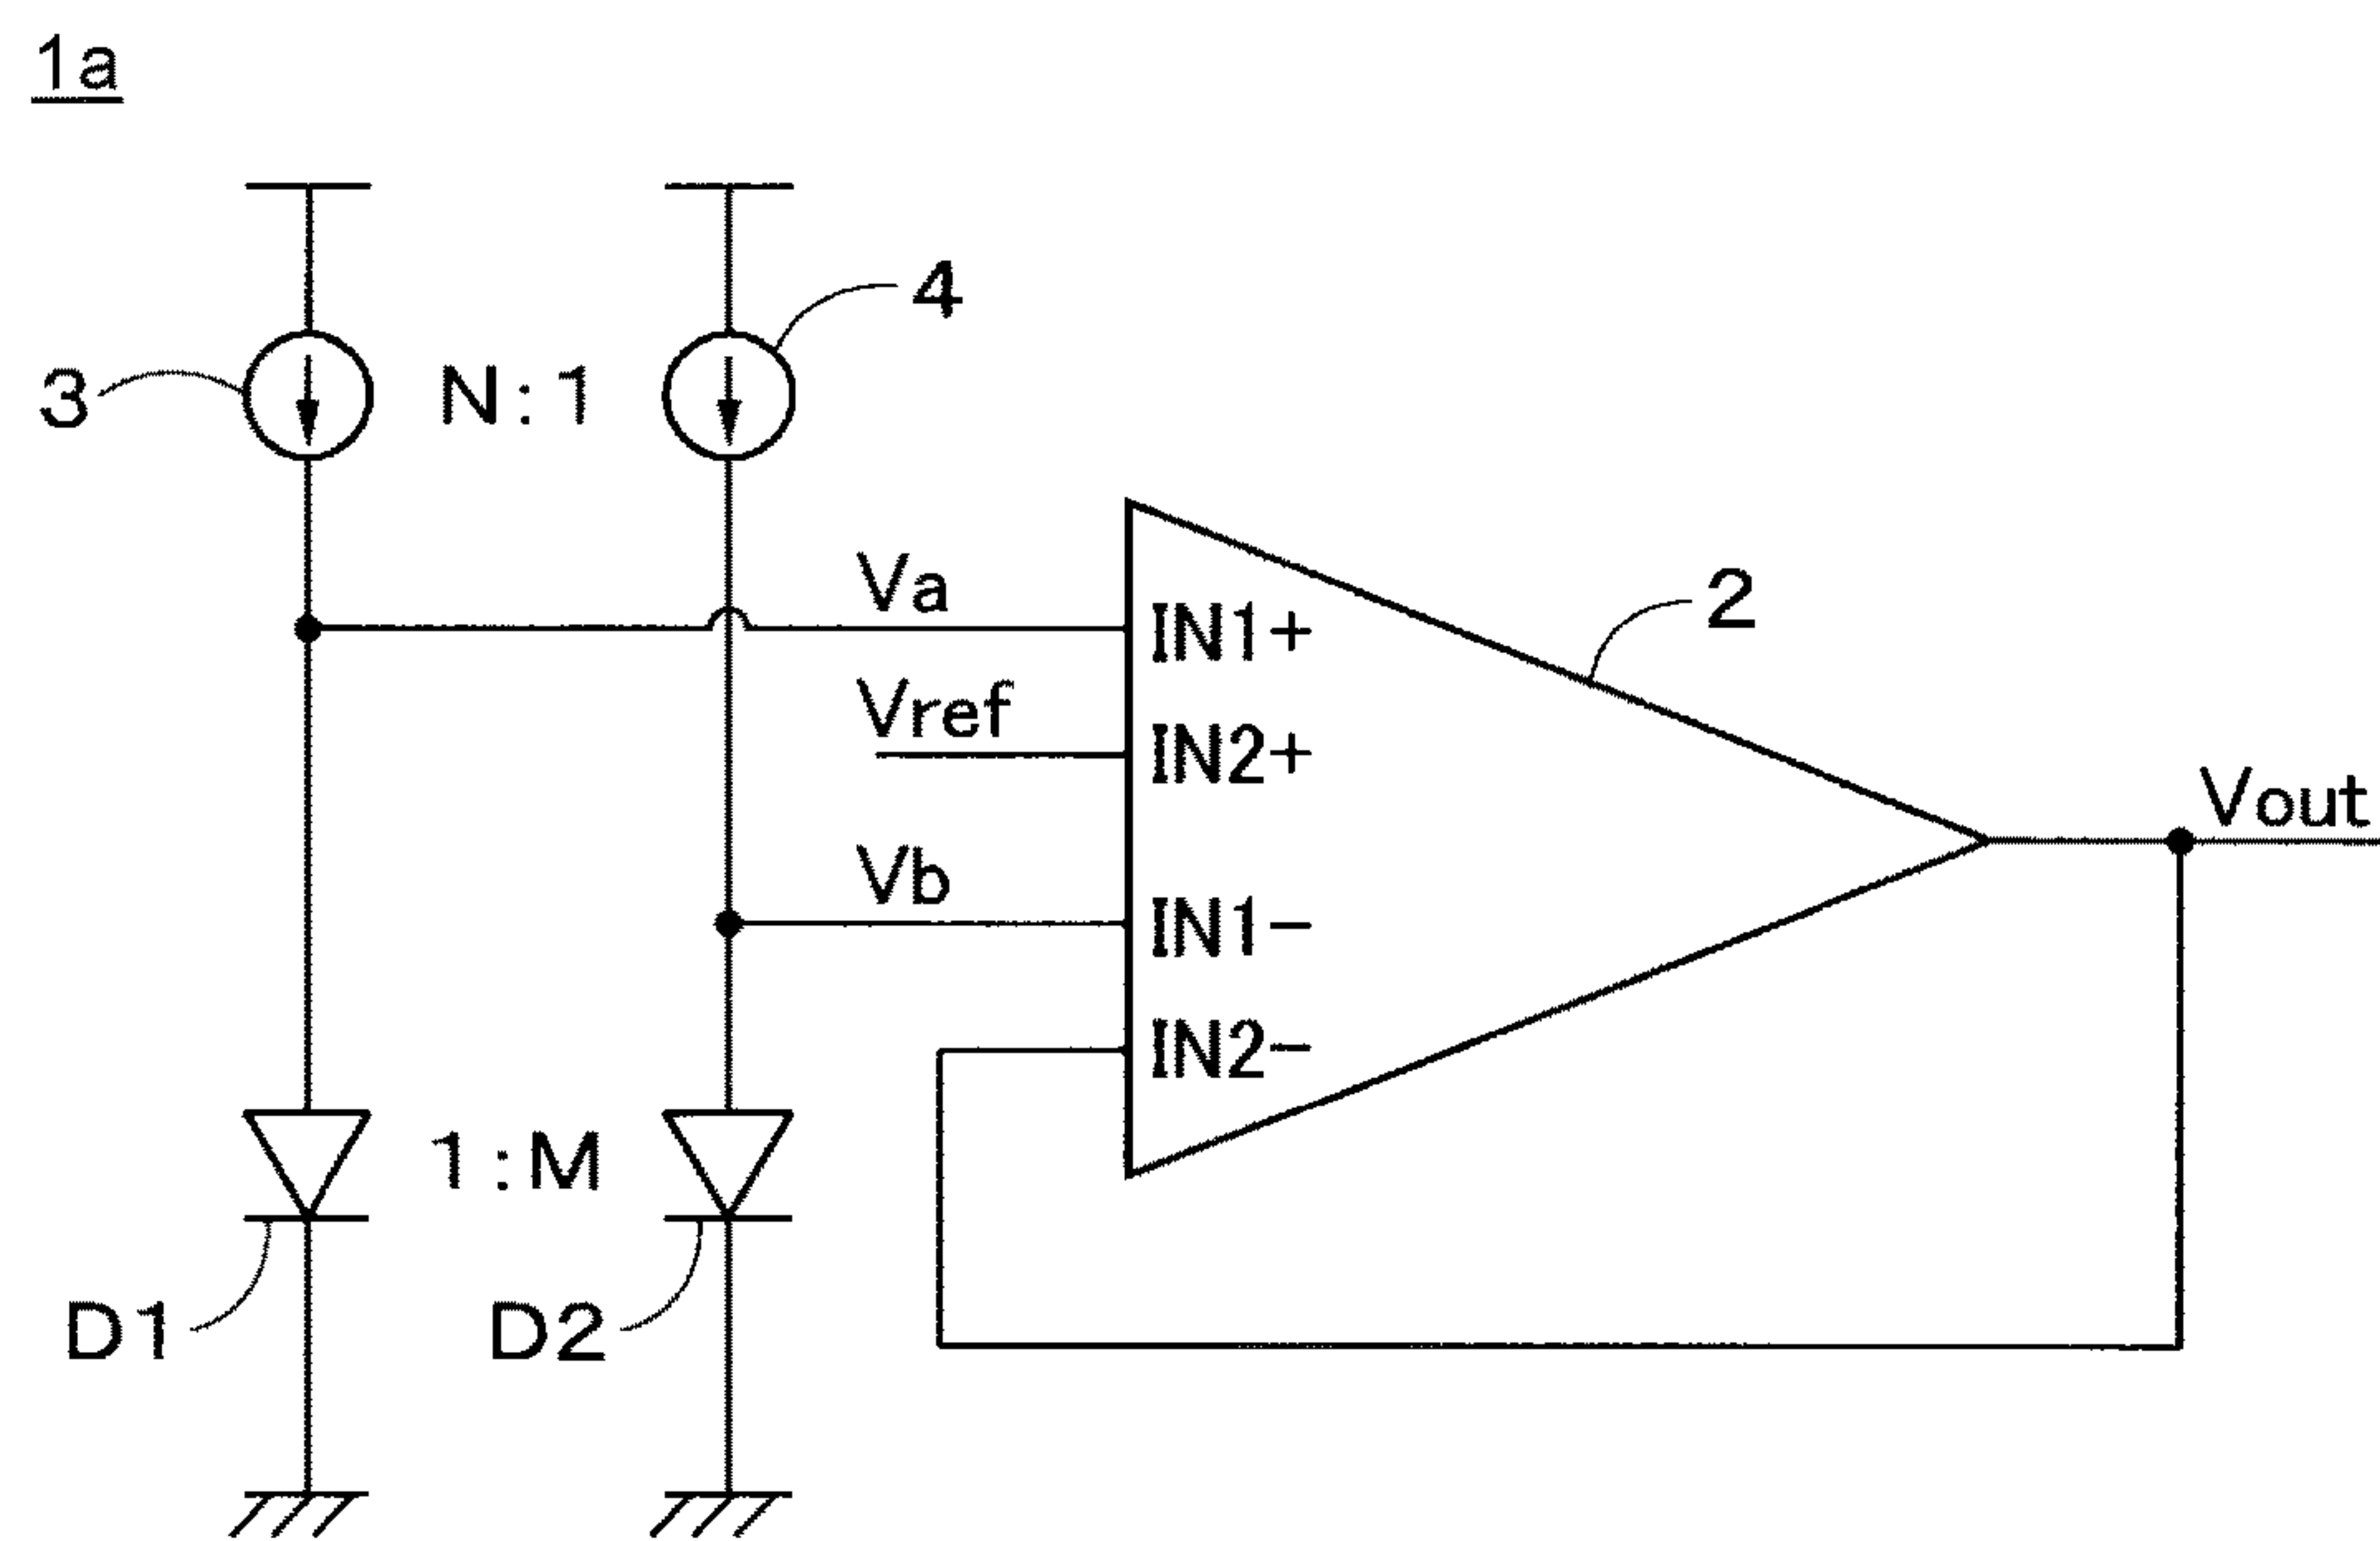 1a
4
3
N:1
Va
2
IN1+
Vref
IN2+
Vout
Vb
IN1-
IN2-
1:M
D1
D2